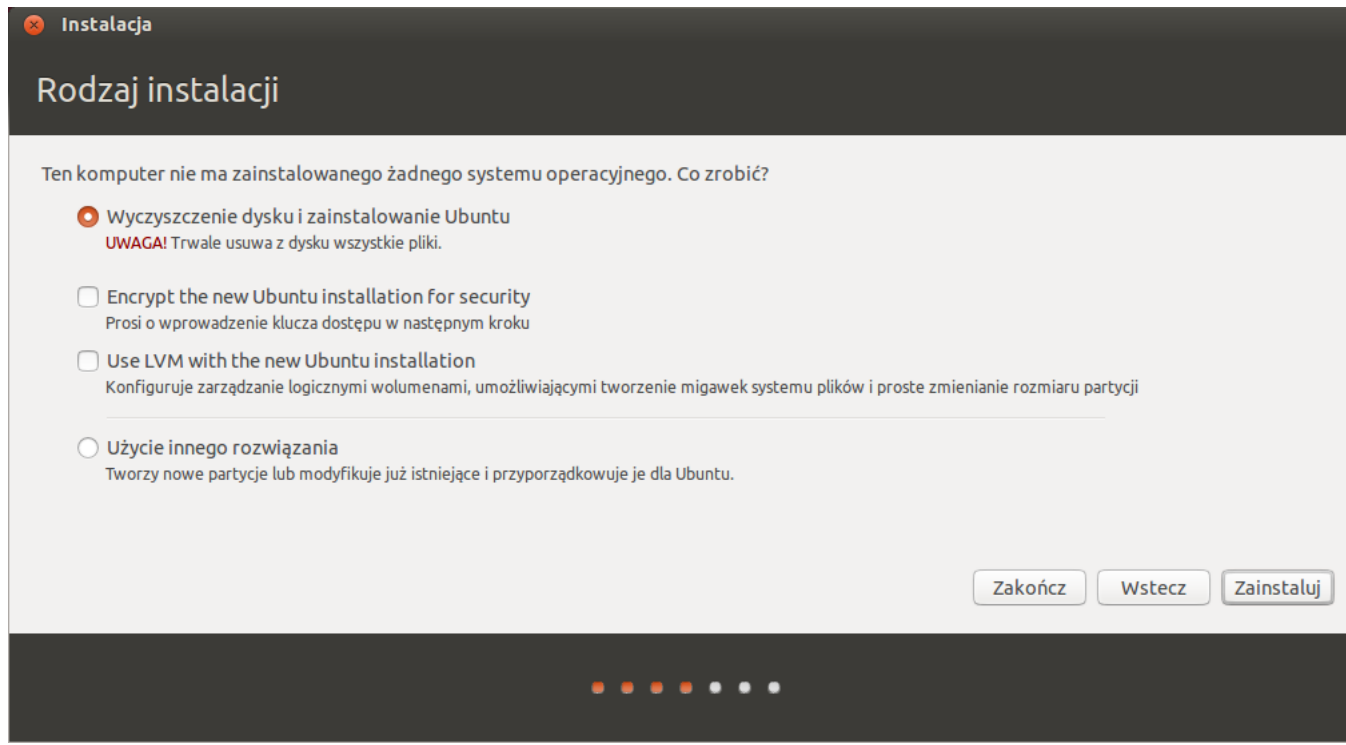 Instalacja
Rodzaj instalacji
Ten komputer nie ma zainstalowanego żadnego systemu operacyjnego. Co zrobić?
Wyczyszczenie dysku i zainstalowanie Ubuntu
UWAGA! Trwale usuwa z dysku wszystkie pliki.
Encrypt the new Ubuntu installation for security
Prosi o wprowadzenie klucza dostępu w następnym kroku
Use LVM with the new Ubuntu installation
Konfiguruje zarządzanie logicznymi wolumenami, umożliwiającymi tworzenie migawek systemu plików i proste zmienianie rozmiaru partycji
Użycie innego rozwiązania
Tworzy nowe partycje lub modyfikuje już istniejące i przyporządkowuje je dla Ubuntu.
Zakończ Wstecz Zainstaluj